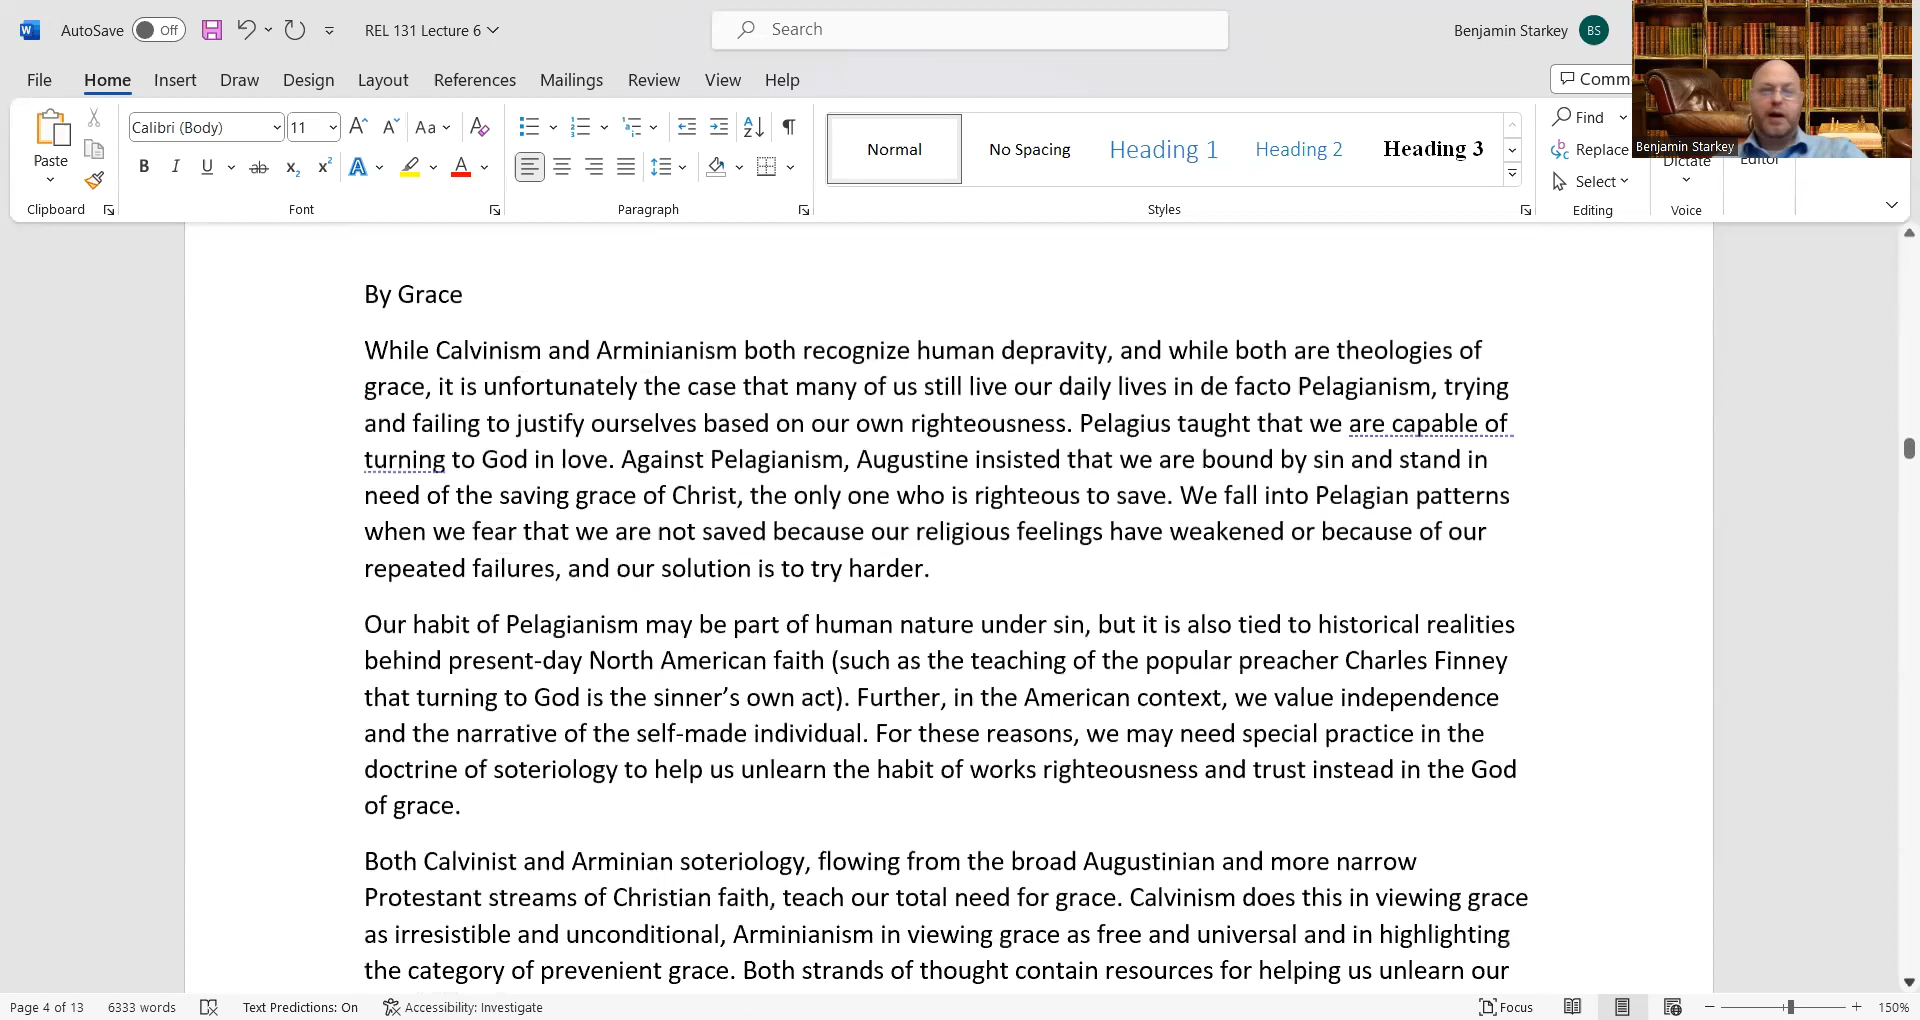 AutoSave Off REL 131 Lecture 6 Search Benjamin Starkey BS
File Home Insert Draw Design Layout References Mailings Review View Help Comm
Paste
Clipboard
Calibri (Body) 11
Aa
B I U ab x2 x2 A A
Font
A Z
Paragraph
Normal No Spacing Heading 1 Heading 2 Heading 3
Styles
Find
Replace
Select
Editing
Dictate
Voice
Editor
Benjamin Starkey
By Grace
While Calvinism and Arminianism both recognize human depravity, and while both are theologies of
grace, it is unfortunately the case that many of us still live our daily lives in de facto Pelagianism, trying
and failing to justify ourselves based on our own righteousness. Pelagius taught that we are capable of
turning to God in love. Against Pelagianism, Augustine insisted that we are bound by sin and stand in
need of the saving grace of Christ, the only one who is righteous to save. We fall into Pelagian patterns
when we fear that we are not saved because our religious feelings have weakened or because of our
repeated failures, and our solution is to try harder.
Our habit of Pelagianism may be part of human nature under sin, but it is also tied to historical realities
behind present-day North American faith (such as the teaching of the popular preacher Charles Finney
that turning to God is the sinner’s own act). Further, in the American context, we value independence
and the narrative of the self-made individual. For these reasons, we may need special practice in the
doctrine of soteriology to help us unlearn the habit of works righteousness and trust instead in the God
of grace.
Both Calvinist and Arminian soteriology, flowing from the broad Augustinian and more narrow
Protestant streams of Christian faith, teach our total need for grace. Calvinism does this in viewing grace
as irresistible and unconditional, Arminianism in viewing grace as free and universal and in highlighting
the category of prevenient grace. Both strands of thought contain resources for helping us unlearn our
Page 4 of 13 6333 words Text Predictions: On Accessibility: Investigate Focus 150%